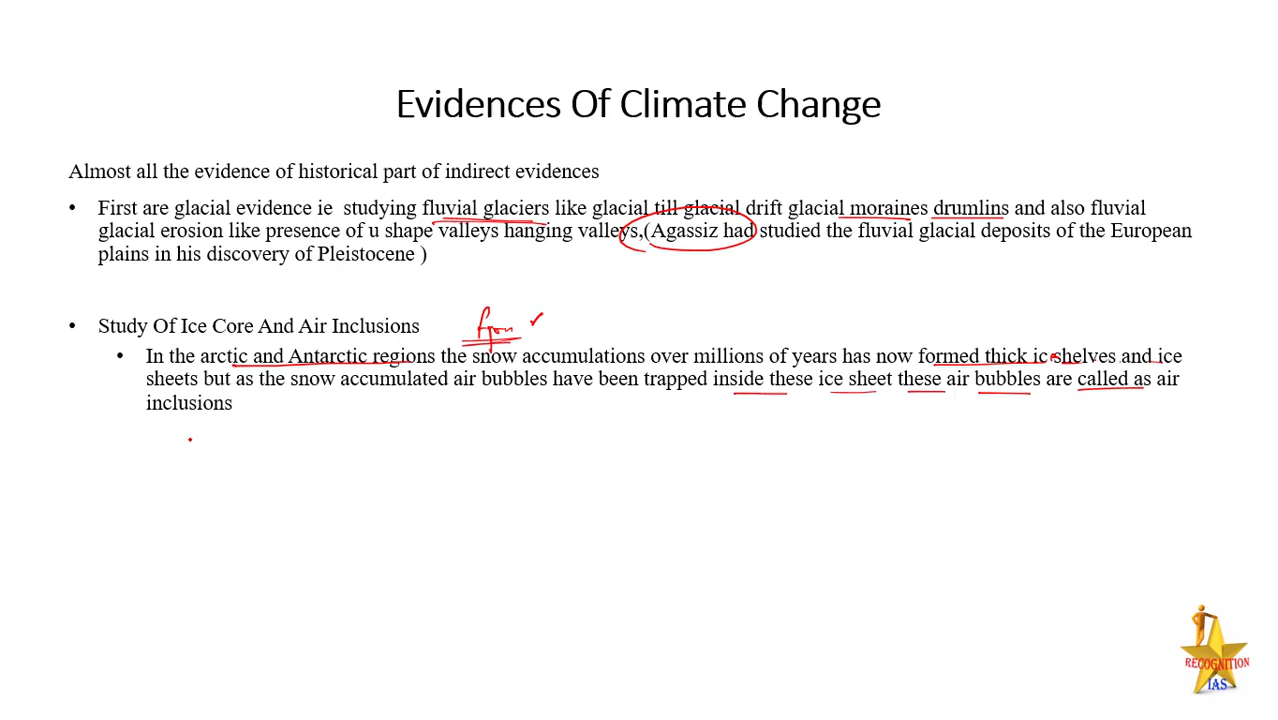 Evidences Of Climate Change
Almost all the evidence of historical part of indirect evidences
• First are glacial evidence ie studying fluvial glaciers like glacial till glacial drift glacial moraines drumlins and also fluvial
glacial erosion like presence of u shape valleys hanging valleys,(Agassiz had studied the fluvial glacial deposits of the European
plains in his discovery of Pleistocene )
• Study Of Ice Core And Air Inclusions
• In the arctic and Antarctic regions the snow accumulations over millions of years has now formed thick ice shelves and ice
sheets but as the snow accumulated air bubbles have been trapped inside these ice sheet these air bubbles are called as air
inclusions
RECOGNITION
IAS